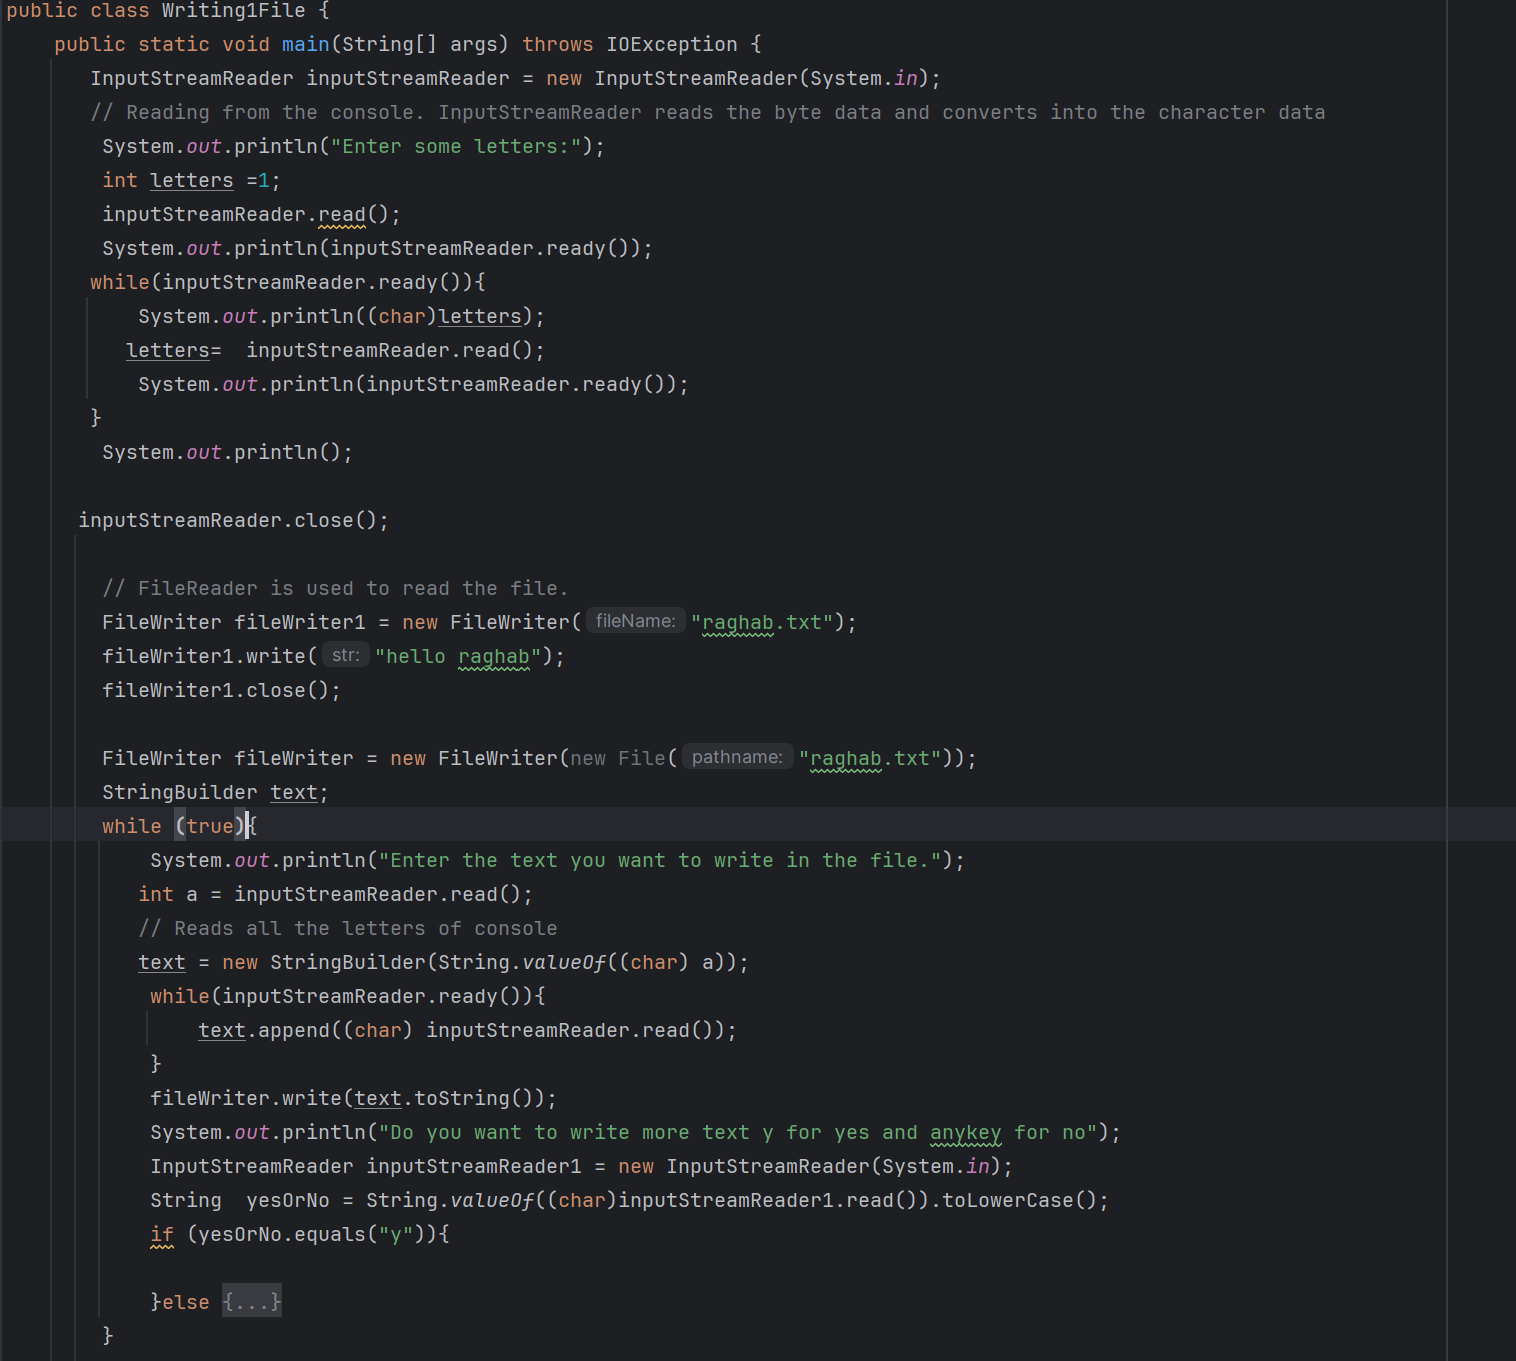 public class Writing1File {
public static void main(String[] args) throws IOException {
InputStreamReader inputStreamReader = new InputStreamReader(System.in);
// Reading from the console. InputStreamReader reads the byte data and converts into the character data
System.out.println("Enter some letters:");
int letters =1;
inputStreamReader.read();
System.out.println(inputStreamReader.ready());
while(inputStreamReader.ready()){
System.out.println((char)letters);
letters=  inputStreamReader.read();
System.out.println(inputStreamReader.ready());
}
System.out.println();
inputStreamReader.close();
// FileReader is used to read the file.
FileWriter fileWriter1 = new FileWriter( fileName: "raghab.txt");
fileWriter1.write( str: "hello raghab");
fileWriter1.close();
FileWriter fileWriter = new FileWriter(new File( pathname: "raghab.txt"));
StringBuilder text;
while (true){
System.out.println("Enter the text you want to write in the file.");
int a = inputStreamReader.read();
// Reads all the letters of console
text = new StringBuilder(String.valueOf((char) a));
while(inputStreamReader.ready()){
text.append((char) inputStreamReader.read());
}
fileWriter.write(text.toString());
System.out.println("Do you want to write more text y for yes and anykey for no");
InputStreamReader inputStreamReader1 = new InputStreamReader(System.in);
String  yesOrNo = String.valueOf((char)inputStreamReader1.read()).toLowerCase();
if (yesOrNo.equals("y")){
}else {...}
}